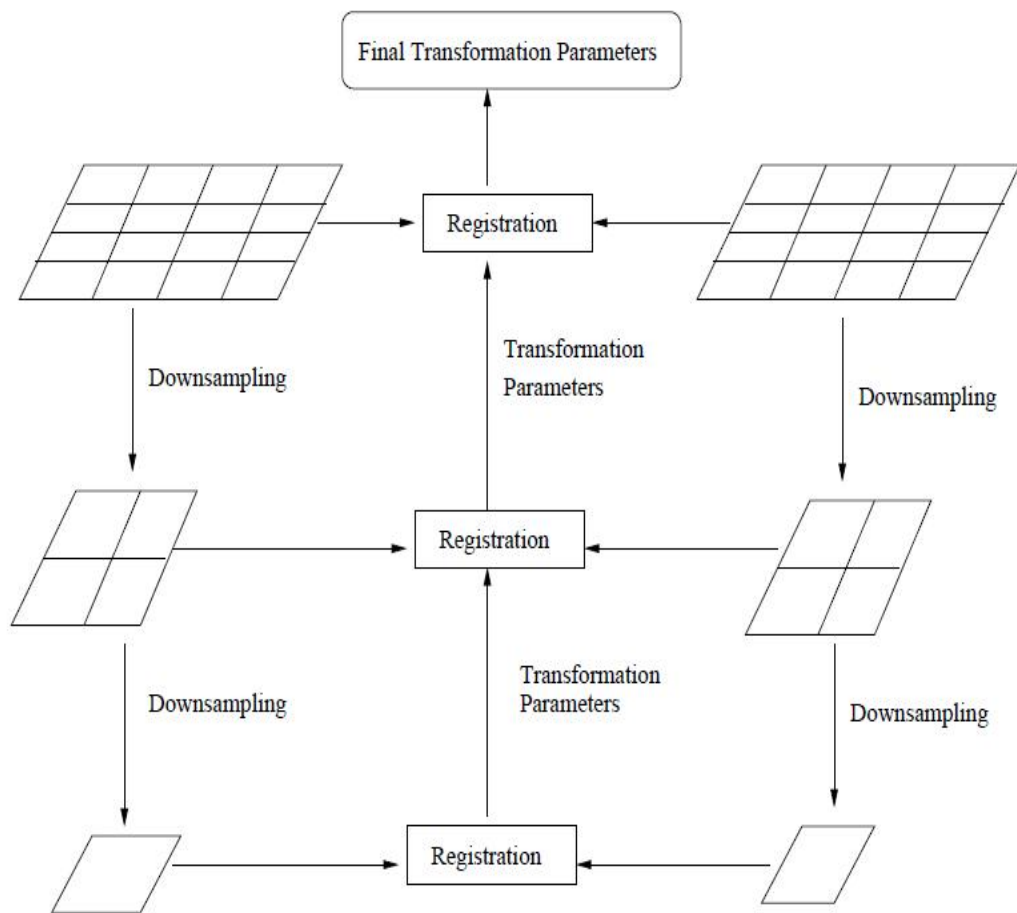 Final Transformation Parameters
Registration
Transformation
Parameters
Downsampling
Downsampling
Registration
Transformation
Parameters
Downsampling
Downsampling
Registration